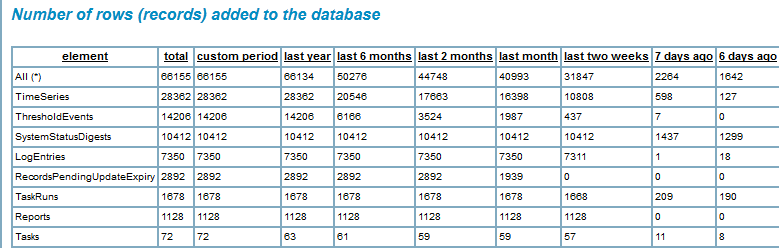 Number of rows (records) added to the database
element total custom period last year last 6 months last 2 months last month last two weeks 7 days ago 6 days ago
All (*) 66155 66155 66134 50276 44748 40993 31847 2264 1642
TimeSeries 28362 28362 28362 20546 17663 16398 10808 598 127
ThresholdEvents 14206 14206 14206 6166 3524 1987 437 7 0
SystemStatusDigests 10412 10412 10412 10412 10412 10412 10412 1437 1299
LogEntries 7350 7350 7350 7350 7350 7350 7311 1 18
RecordsPendingUpdateExpiry 2892 2892 2892 2892 2892 1939 0 0 0
TaskRuns 1678 1678 1678 1678 1678 1678 1668 209 190
Reports 1128 1128 1128 1128 1128 1128 1128 0 0
Tasks 72 72 63 61 59 59 57 11 8